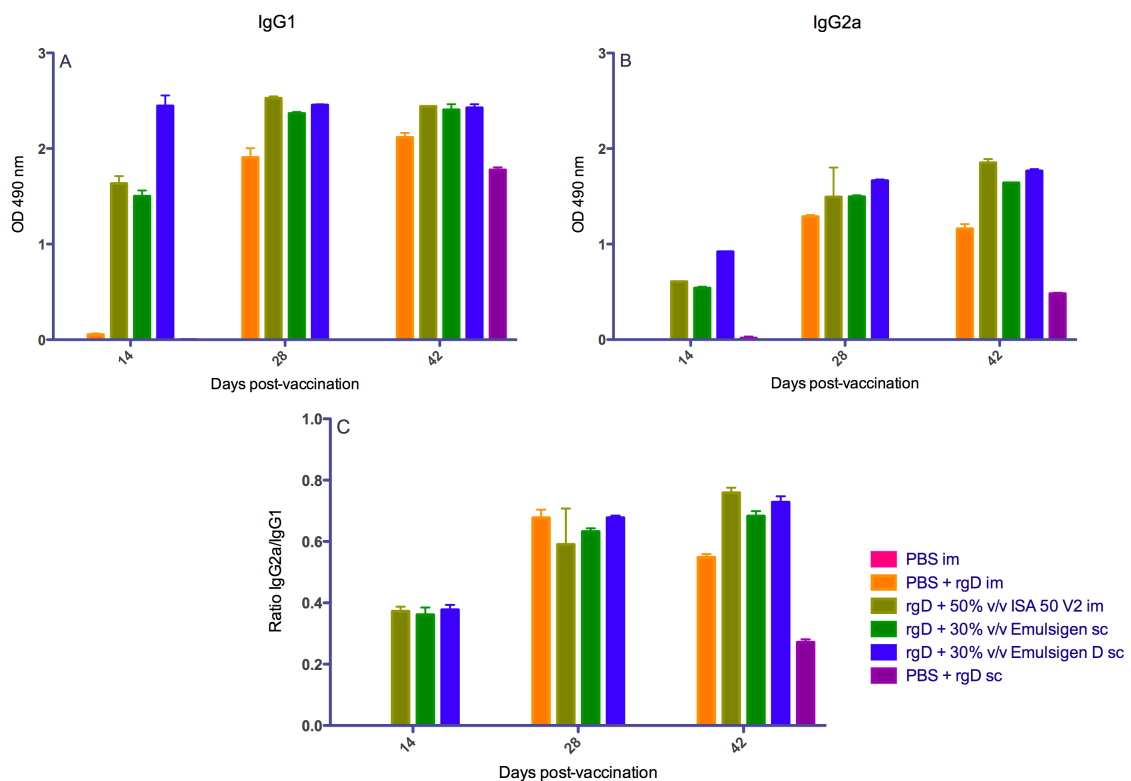 IgG1
A
3
2
1
0
OD 490 nm
14
28
42
Days post-vaccination
IgG2a
B
3
2
1
0
OD 490 nm
14
28
42
Days post-vaccination
C
1.0
0.8
0.6
0.4
0.2
0.0
Ratio IgG2a/IgG1
14
28
42
Days post-vaccination
PBS im
PBS + rgD im
rgD + 50% v/v ISA 50 V2 im
rgD + 30% v/v Emulsigen sc
rgD + 30% v/v Emulsigen D sc
PBS + rgD sc